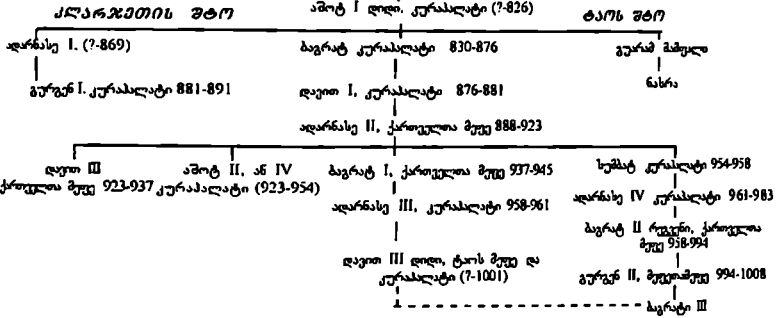 აშოტ I დიდი, კურაპალატი (?-826)
კლარჯეთის შტო
ტაოს შტო
ადარნასე I. (?-869)
ბაგრატ კურაპალატი 830-876
გუარამ მამფალი
გურგენ I. კურაპალატი 881-891
დავით I, კურაპალატი 876-881
ნასრა
ადარნასე II, ქართველთა მეფე 888-923
დავით III
ქართველთა მეფე 923-937
აშოტ II, ან IV
კურაპალატი (923-954)
ბაგრატ I, ქართველთა მეფე 937-945
სუმბატ კურაპალატი 954-958
ადარნასე III, კურაპალატი 958-961
ადარნასე IV კურაპალატი 961-983
ბაგრატ II რეგვენი, ქართველთა
მეფე 958-994
დავით III დიდი, ტაოს მეფე და
კურაპალატი (?-1001)
გურგენ II, მეფეთამეფე 994-1008
ბაგრატი III